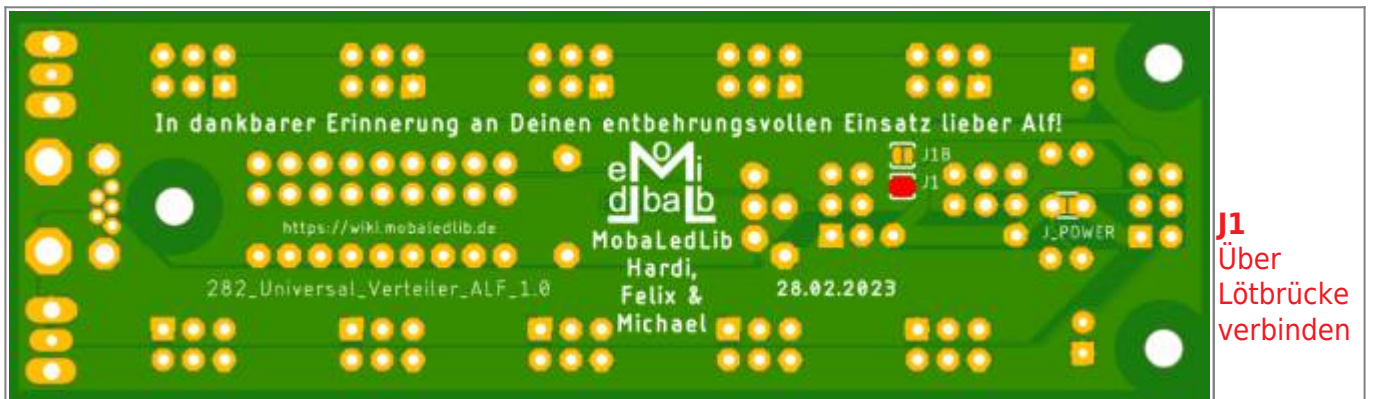 In dankbarer Erinnerung an Deinen entbehrungsvollen Einsatz lieber Alf!
J1B
J1
e M o i
d ba L b
https://wiki.mobaledlib.de
MobaLedLib
Hardi,
Felix &
Michael
282_Universal_Verteiler_ALF_1.0
28.02.2023
J_POWER
J1
Über
Lötbrücke
verbinden